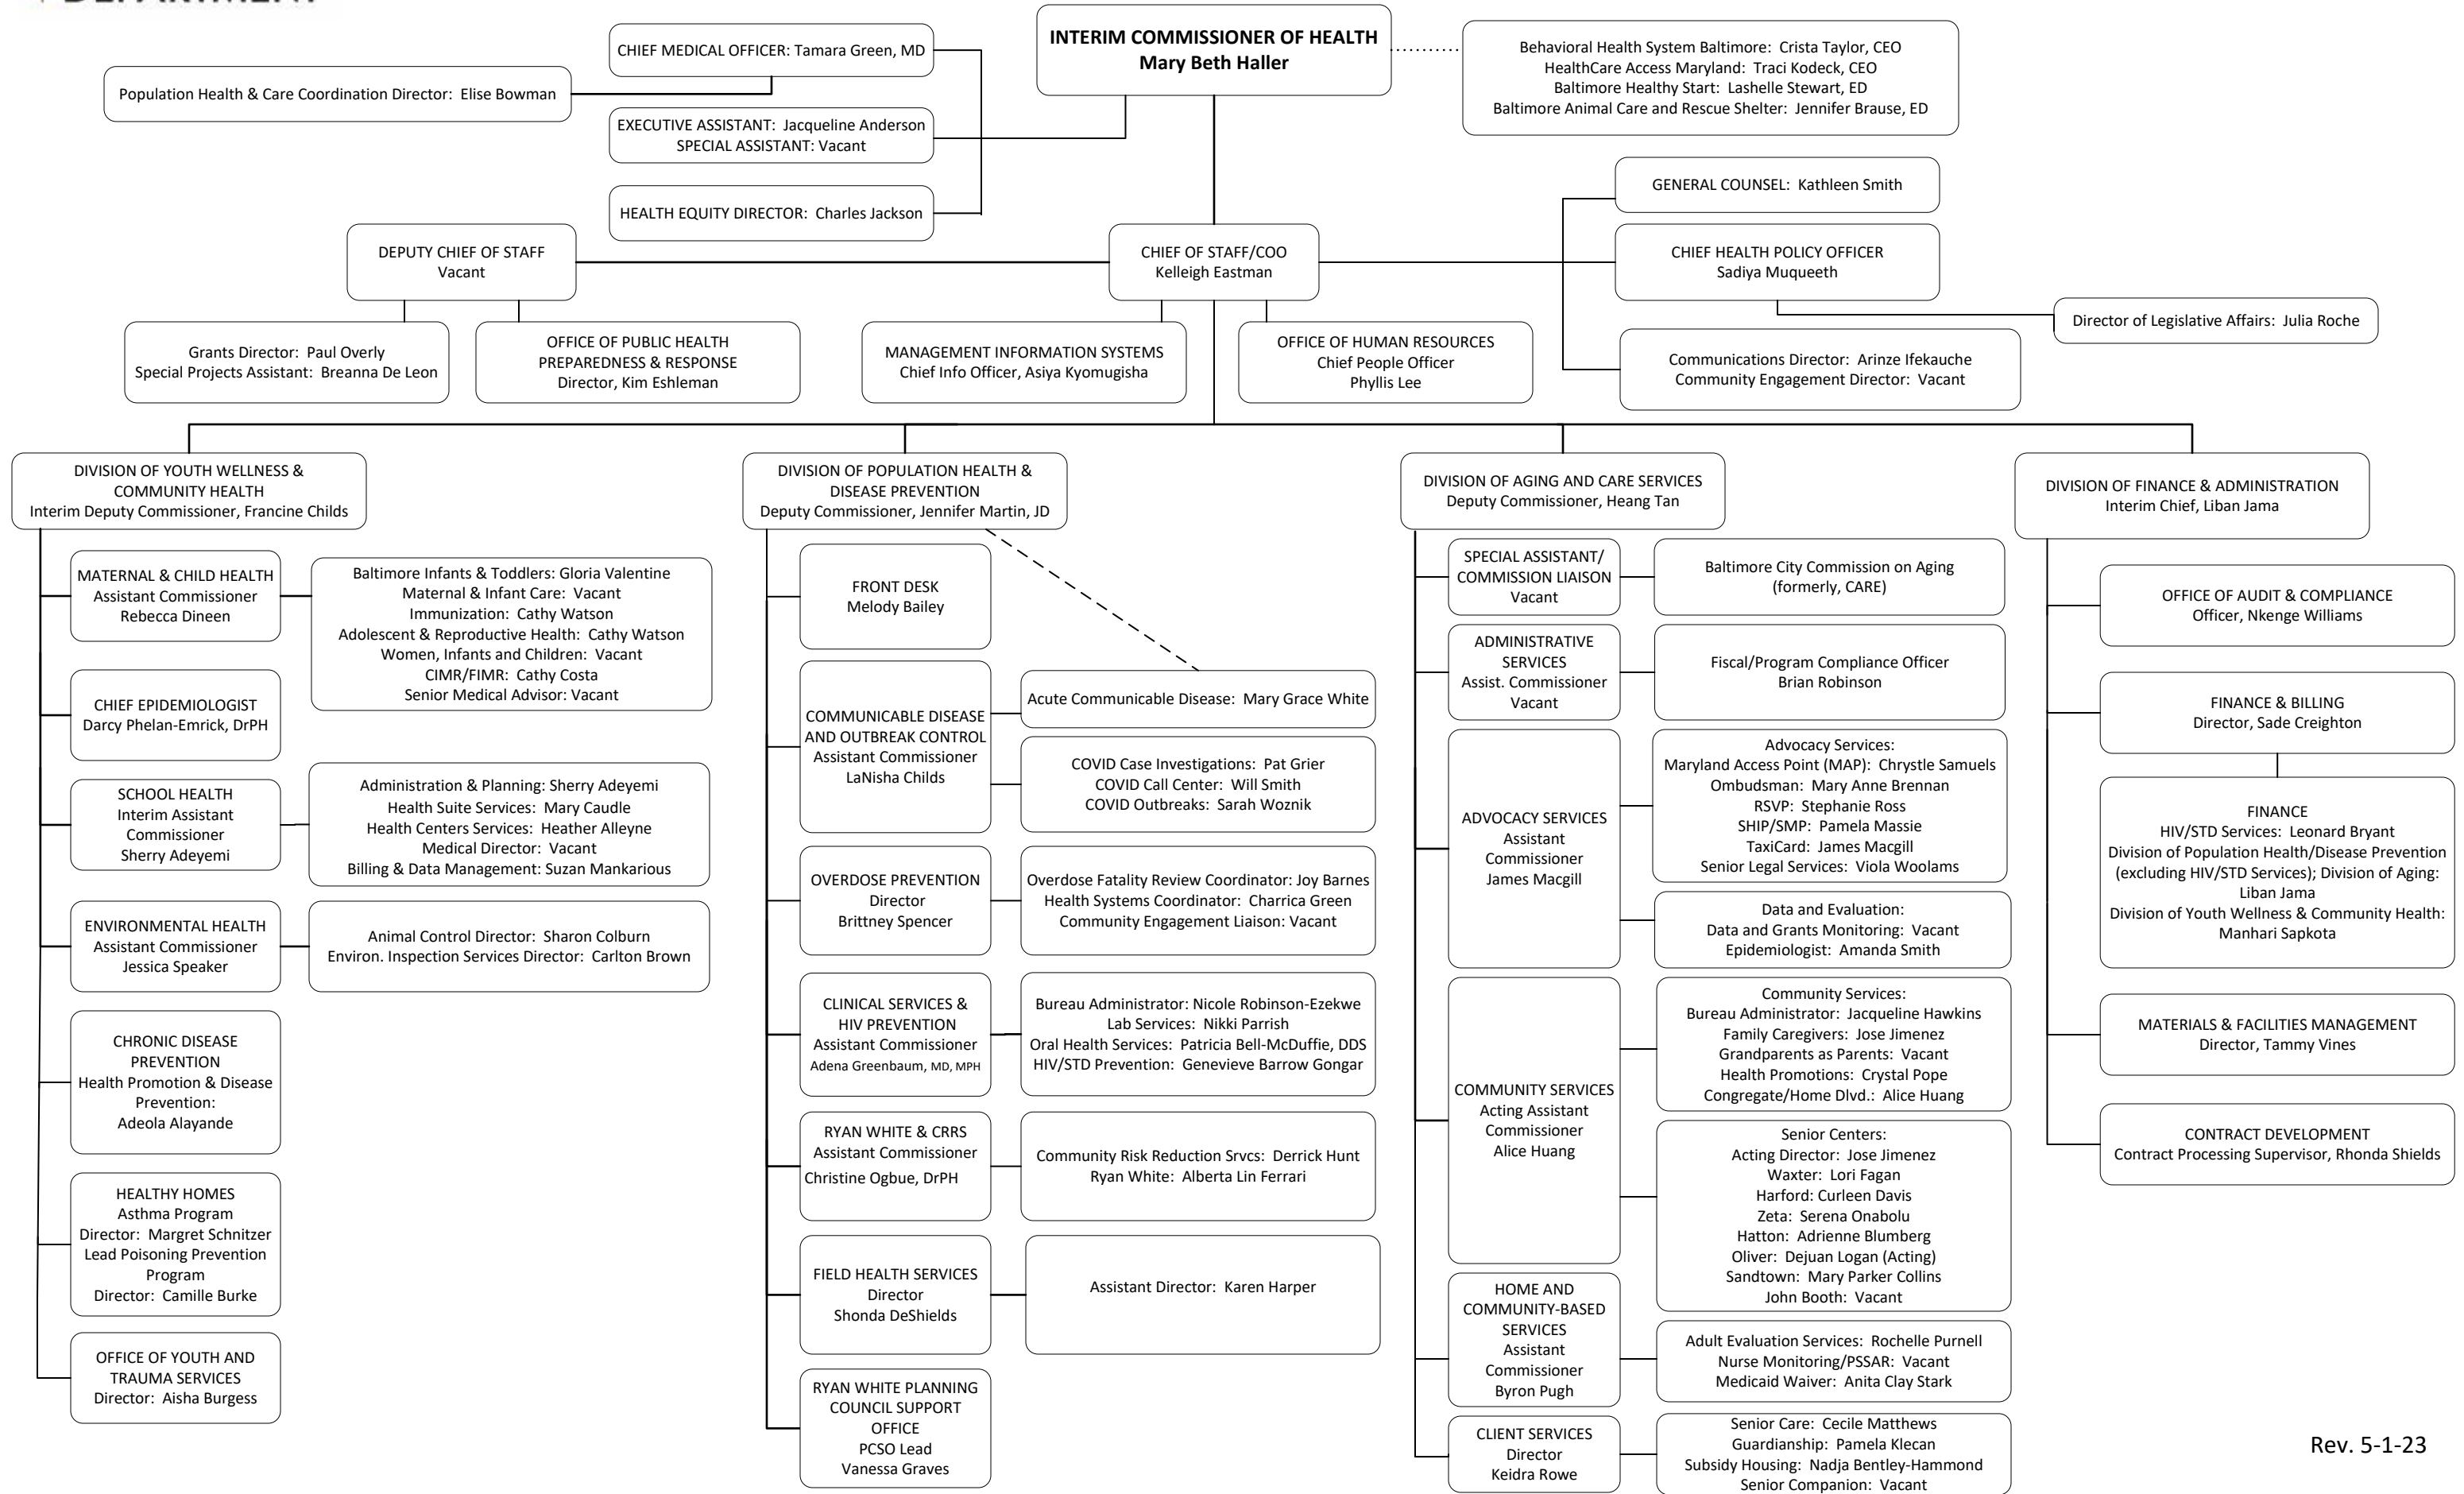 DEPARTMENT
INTERIM COMMISSIONER OF HEALTH
Mary Beth Haller
Behavioral Health System Baltimore: Crista Taylor, CEO
HealthCare Access Maryland: Traci Kodeck, CEO
Baltimore Healthy Start: Lashelle Stewart, ED
Baltimore Animal Care and Rescue Shelter: Jennifer Brause, ED
CHIEF MEDICAL OFFICER: Tamara Green, MD
Population Health & Care Coordination Director: Elise Bowman
EXECUTIVE ASSISTANT: Jacqueline Anderson
SPECIAL ASSISTANT: Vacant
HEALTH EQUITY DIRECTOR: Charles Jackson
GENERAL COUNSEL: Kathleen Smith
DEPUTY CHIEF OF STAFF
Vacant
CHIEF OF STAFF/COO
Kelleigh Eastman
CHIEF HEALTH POLICY OFFICER
Sadiya Muqueeth
Director of Legislative Affairs: Julia Roche
Grants Director: Paul Overly
Special Projects Assistant: Breanna De Leon
OFFICE OF PUBLIC HEALTH
PREPAREDNESS & RESPONSE
Director, Kim Eshleman
MANAGEMENT INFORMATION SYSTEMS
Chief Info Officer, Asiya Kyomugisha
OFFICE OF HUMAN RESOURCES
Chief People Officer
Phyllis Lee
Communications Director: Arinze Ifekauche
Community Engagement Director: Vacant
DIVISION OF YOUTH WELLNESS &
COMMUNITY HEALTH
Interim Deputy Commissioner, Francine Childs
MATERNAL & CHILD HEALTH
Assistant Commissioner
Rebecca Dineen
Baltimore Infants & Toddlers: Gloria Valentine
Maternal & Infant Care: Vacant
Immunization: Cathy Watson
Adolescent & Reproductive Health: Cathy Watson
Women, Infants and Children: Vacant
CIMR/FIMR: Cathy Costa
Senior Medical Advisor: Vacant
CHIEF EPIDEMIOLOGIST
Darcy Phelan-Emrick, DrPH
SCHOOL HEALTH
Interim Assistant
Commissioner
Sherry Adeyemi
Administration & Planning: Sherry Adeyemi
Health Suite Services: Mary Caudle
Health Centers Services: Heather Alleyne
Medical Director: Vacant
Billing & Data Management: Suzan Mankarious
ENVIRONMENTAL HEALTH
Assistant Commissioner
Jessica Speaker
Animal Control Director: Sharon Colburn
Environ. Inspection Services Director: Carlton Brown
CHRONIC DISEASE
PREVENTION
Health Promotion & Disease
Prevention:
Adeola Alayande
HEALTHY HOMES
Asthma Program
Director: Margret Schnitzer
Lead Poisoning Prevention
Program
Director: Camille Burke
OFFICE OF YOUTH AND
TRAUMA SERVICES
Director: Aisha Burgess
DIVISION OF POPULATION HEALTH &
DISEASE PREVENTION
Deputy Commissioner, Jennifer Martin, JD
FRONT DESK
Melody Bailey
COMMUNICABLE DISEASE
AND OUTBREAK CONTROL
Assistant Commissioner
LaNisha Childs
Acute Communicable Disease: Mary Grace White
COVID Case Investigations: Pat Grier
COVID Call Center: Will Smith
COVID Outbreaks: Sarah Woznik
OVERDOSE PREVENTION
Director
Brittney Spencer
Overdose Fatality Review Coordinator: Joy Barnes
Health Systems Coordinator: Charrica Green
Community Engagement Liaison: Vacant
CLINICAL SERVICES &
HIV PREVENTION
Assistant Commissioner
Adena Greenbaum, MD, MPH
Bureau Administrator: Nicole Robinson-Ezekwe
Lab Services: Nikki Parrish
Oral Health Services: Patricia Bell-McDuffie, DDS
HIV/STD Prevention: Genevieve Barrow Gongar
RYAN WHITE & CRRS
Assistant Commissioner
Christine Ogbue, DrPH
Community Risk Reduction Srvcs: Derrick Hunt
Ryan White: Alberta Lin Ferrari
FIELD HEALTH SERVICES
Director
Shonda DeShields
Assistant Director: Karen Harper
RYAN WHITE PLANNING
COUNCIL SUPPORT
OFFICE
PCSO Lead
Vanessa Graves
DIVISION OF AGING AND CARE SERVICES
Deputy Commissioner, Heang Tan
SPECIAL ASSISTANT/
COMMISSION LIAISON
Vacant
Baltimore City Commission on Aging
(formerly, CARE)
ADMINISTRATIVE
SERVICES
Assist. Commissioner
Vacant
Fiscal/Program Compliance Officer
Brian Robinson
ADVOCACY SERVICES
Assistant
Commissioner
James Macgill
Advocacy Services:
Maryland Access Point (MAP): Chrystle Samuels
Ombudsman: Mary Anne Brennan
RSVP: Stephanie Ross
SHIP/SMP: Pamela Massie
TaxiCard: James Macgill
Senior Legal Services: Viola Woolams
Data and Evaluation:
Data and Grants Monitoring: Vacant
Epidemiologist: Amanda Smith
COMMUNITY SERVICES
Acting Assistant
Commissioner
Alice Huang
Community Services:
Bureau Administrator: Jacqueline Hawkins
Family Caregivers: Jose Jimenez
Grandparents as Parents: Vacant
Health Promotions: Crystal Pope
Congregate/Home Dlvd.: Alice Huang
Senior Centers:
Acting Director: Jose Jimenez
Waxter: Lori Fagan
Harford: Curleen Davis
Zeta: Serena Onabolu
Hatton: Adrienne Blumberg
Oliver: Dejuan Logan (Acting)
Sandtown: Mary Parker Collins
John Booth: Vacant
HOME AND
COMMUNITY-BASED
SERVICES
Assistant
Commissioner
Byron Pugh
Adult Evaluation Services: Rochelle Purnell
Nurse Monitoring/PSSAR: Vacant
Medicaid Waiver: Anita Clay Stark
CLIENT SERVICES
Director
Keidra Rowe
Senior Care: Cecile Matthews
Guardianship: Pamela Klecan
Subsidy Housing: Nadja Bentley-Hammond
Senior Companion: Vacant
DIVISION OF FINANCE & ADMINISTRATION
Interim Chief, Liban Jama
OFFICE OF AUDIT & COMPLIANCE
Officer, Nkenge Williams
FINANCE & BILLING
Director, Sade Creighton
FINANCE
HIV/STD Services: Leonard Bryant
Division of Population Health/Disease Prevention
(excluding HIV/STD Services); Division of Aging:
Liban Jama
Division of Youth Wellness & Community Health:
Manhari Sapkota
MATERIALS & FACILITIES MANAGEMENT
Director, Tammy Vines
CONTRACT DEVELOPMENT
Contract Processing Supervisor, Rhonda Shields
Rev. 5-1-23